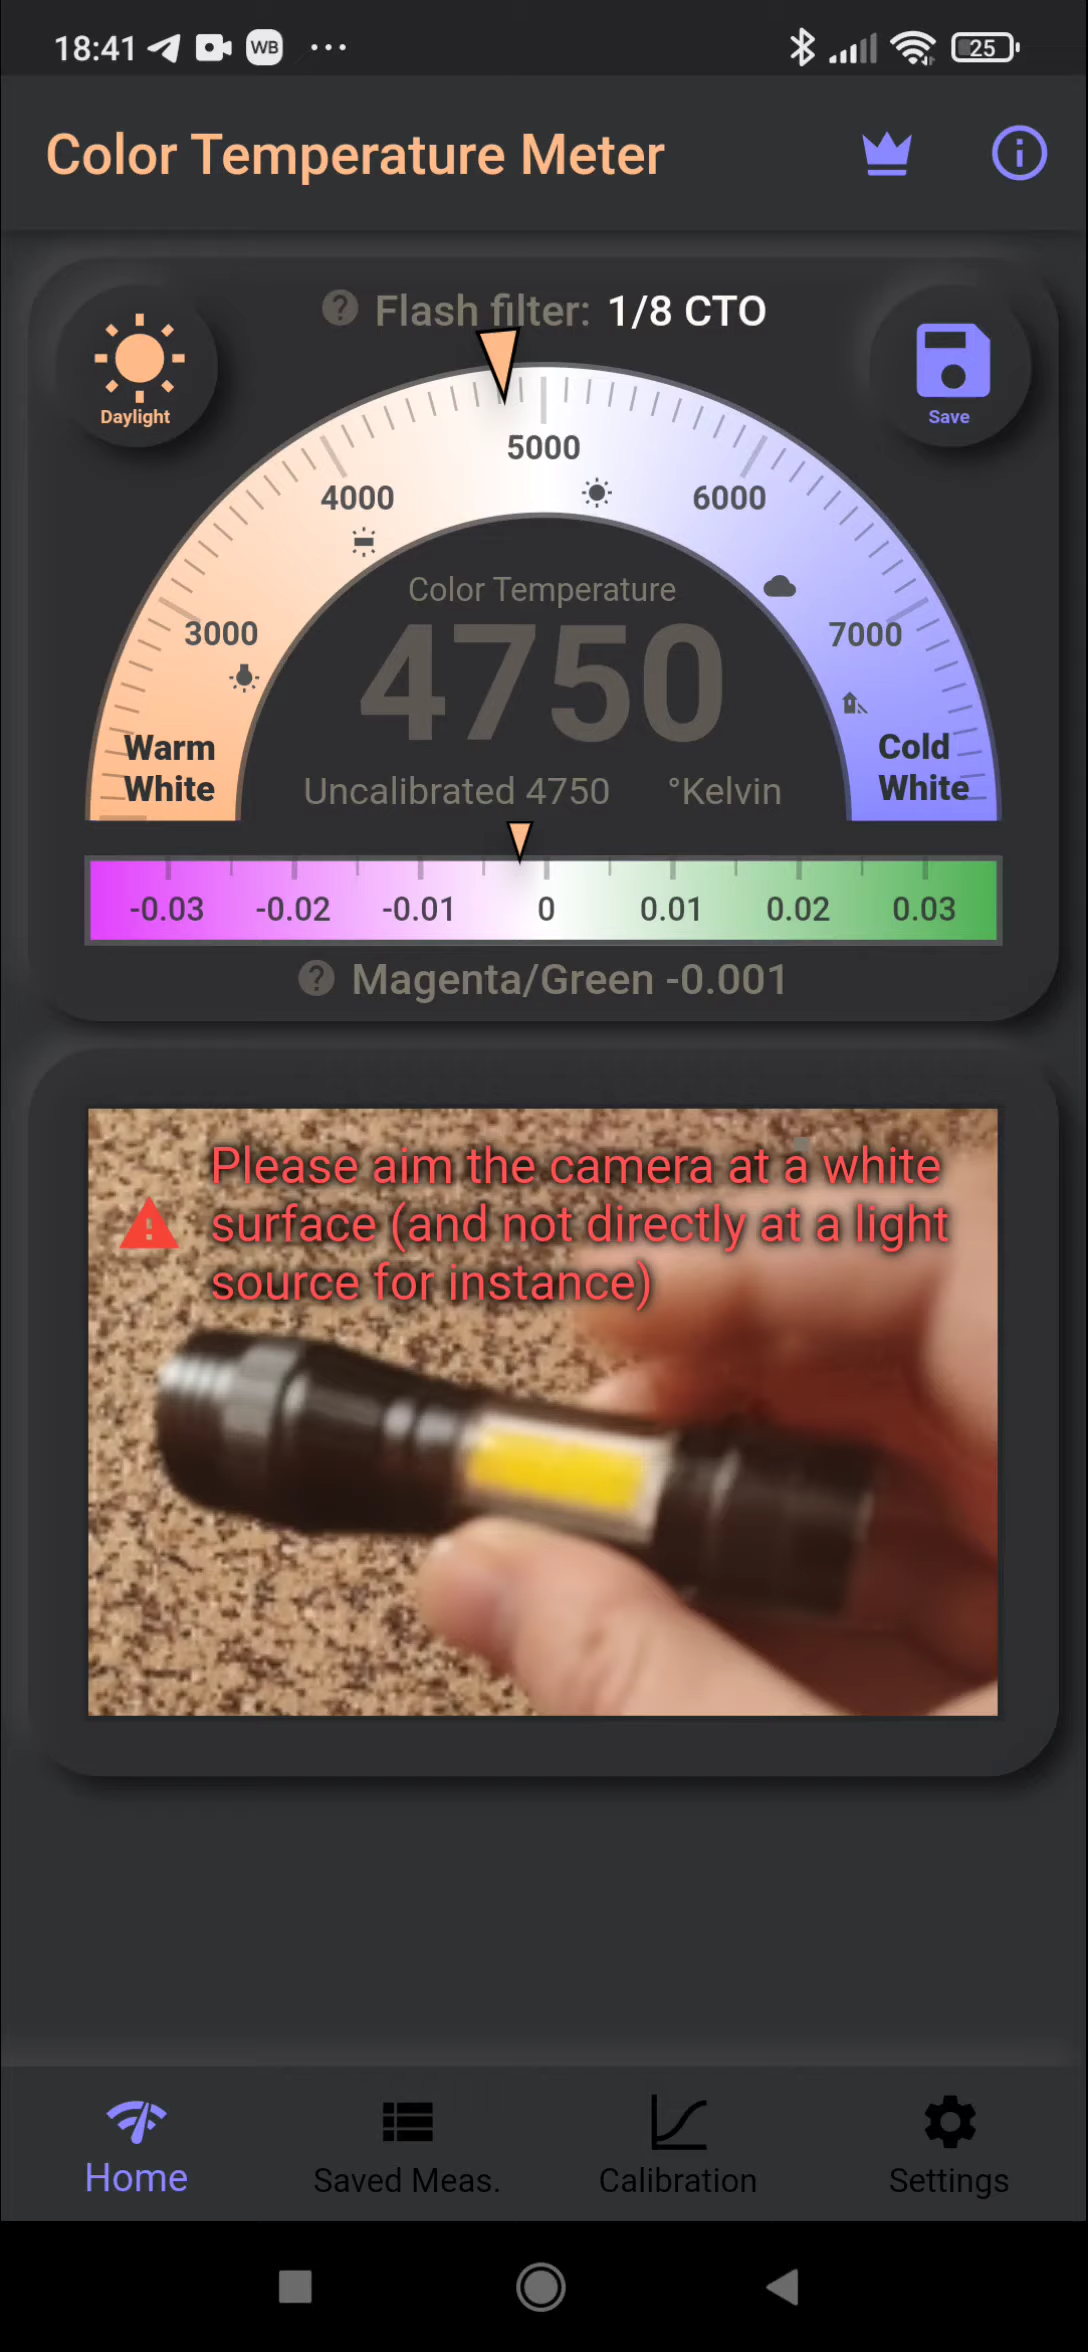 18:41 WB ... 25
Color Temperature Meter
Flash filter: 1/8 CTO
Daylight
Save
5000
4000
6000
3000
7000
Color Temperature
4750
Warm
White
Cold
White
Uncalibrated 4750 °Kelvin
-0.03 -0.02 -0.01 0 0.01 0.02 0.03
Magenta/Green -0.001
Please aim the camera at a white
surface (and not directly at a light
source for instance)
Home
Saved Meas.
Calibration
Settings